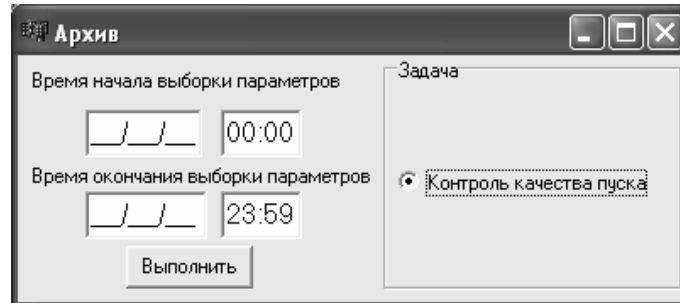 Архив
Время начала выборки параметров
__/__/__ 00:00
Время окончания выборки параметров
__/__/__ 23:59
Выполнить
Задача
Контроль качества пуска